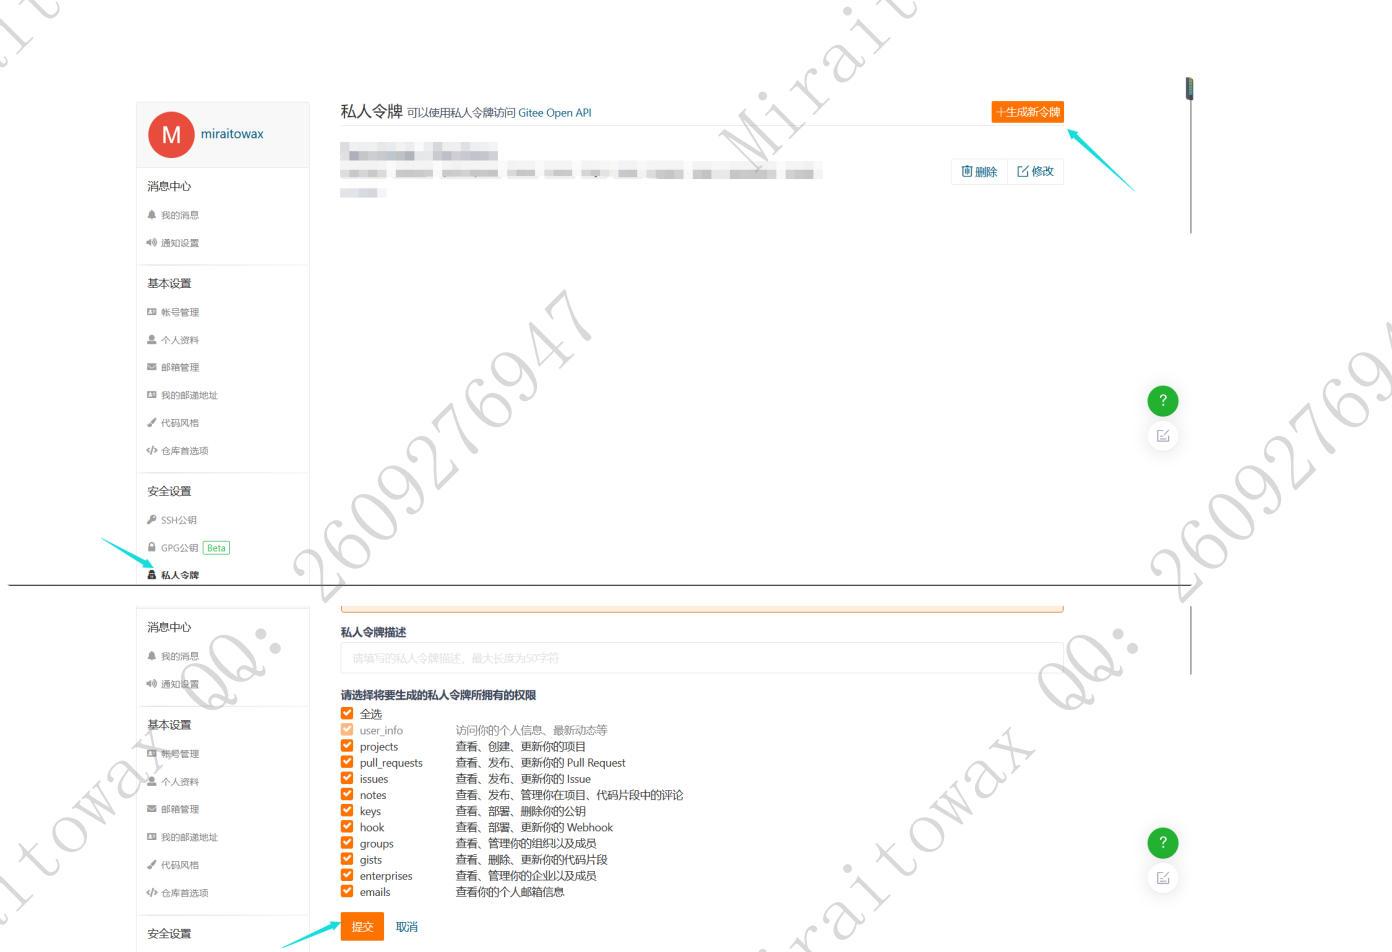 私人令牌 可以使用私人令牌访问 Gitee Open API
+生成新令牌
M
miraitowax
删除
修改
消息中心
我的消息
通知设置
基本设置
帐号管理
个人资料
邮箱管理
我的邮递地址
代码风格
仓库首选项
安全设置
SSH公钥
GPG公钥 Beta
私人令牌
?
消息中心
我的消息
通知设置
基本设置
帐号管理
个人资料
邮箱管理
我的邮递地址
代码风格
仓库首选项
安全设置
私人令牌描述
请填写的私人令牌描述，最大长度为50字符
请选择将要生成的私人令牌所拥有的权限
全选
user_info 访问你的个人信息、最新动态等
projects 查看、创建、更新你的项目
pull_requests 查看、发布、更新你的 Pull Request
issues 查看、发布、更新你的 Issue
notes 查看、发布、管理你在项目、代码片段中的评论
keys 查看、部署、删除你的公钥
hook 查看、部署、更新你的 Webhook
groups 查看、管理你的组织以及成员
gists 查看、删除、更新你的代码片段
enterprises 查看、管理你的企业以及成员
emails 查看你的个人邮箱信息
提交 取消
?
Mirait
2609276947
QQ:
itowax
260927694
QQ:
raitowax